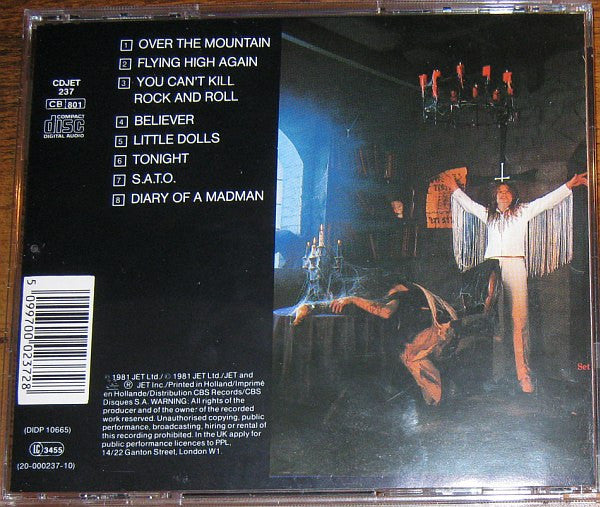 CDJET
237
CB 801
COMPACT
disc
DIGITAL AUDIO
1 OVER THE MOUNTAIN
2 FLYING HIGH AGAIN
3 YOU CAN'T KILL
ROCK AND ROLL
4 BELIEVER
5 LITTLE DOLLS
6 TONIGHT
7 S.A.T.O.
8 DIARY OF A MADMAN
5 099700 023728
(DIDP 10665)
LC 3455
(20-000237-10)
℗ 1981 JET Ltd./© 1981 JET Ltd./JET and
® JET Inc./Printed in Holland/Imprimé
en Hollande/Distribution CBS Records/CBS
Disques S.A. WARNING: All rights of the
producer and of the owner of the recorded
work reserved. Unauthorised copying, public
performance, broadcasting, hiring or rental of
this recording prohibited. In the UK apply for
public performance licences to PPL,
14/22 Ganton Street, London W1.
Set